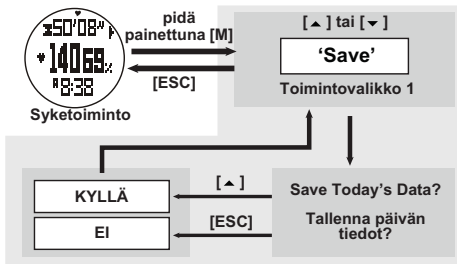 50'08"
140 69%
8:38
Syketoiminto
pidä
painettuna [M]
[ESC]
[▲] tai [▼]
'Save'
Toimintovalikko 1
KYLLÄ
EI
[▲]
[ESC]
Save Today's Data?
Tallenna päivän
tiedot?